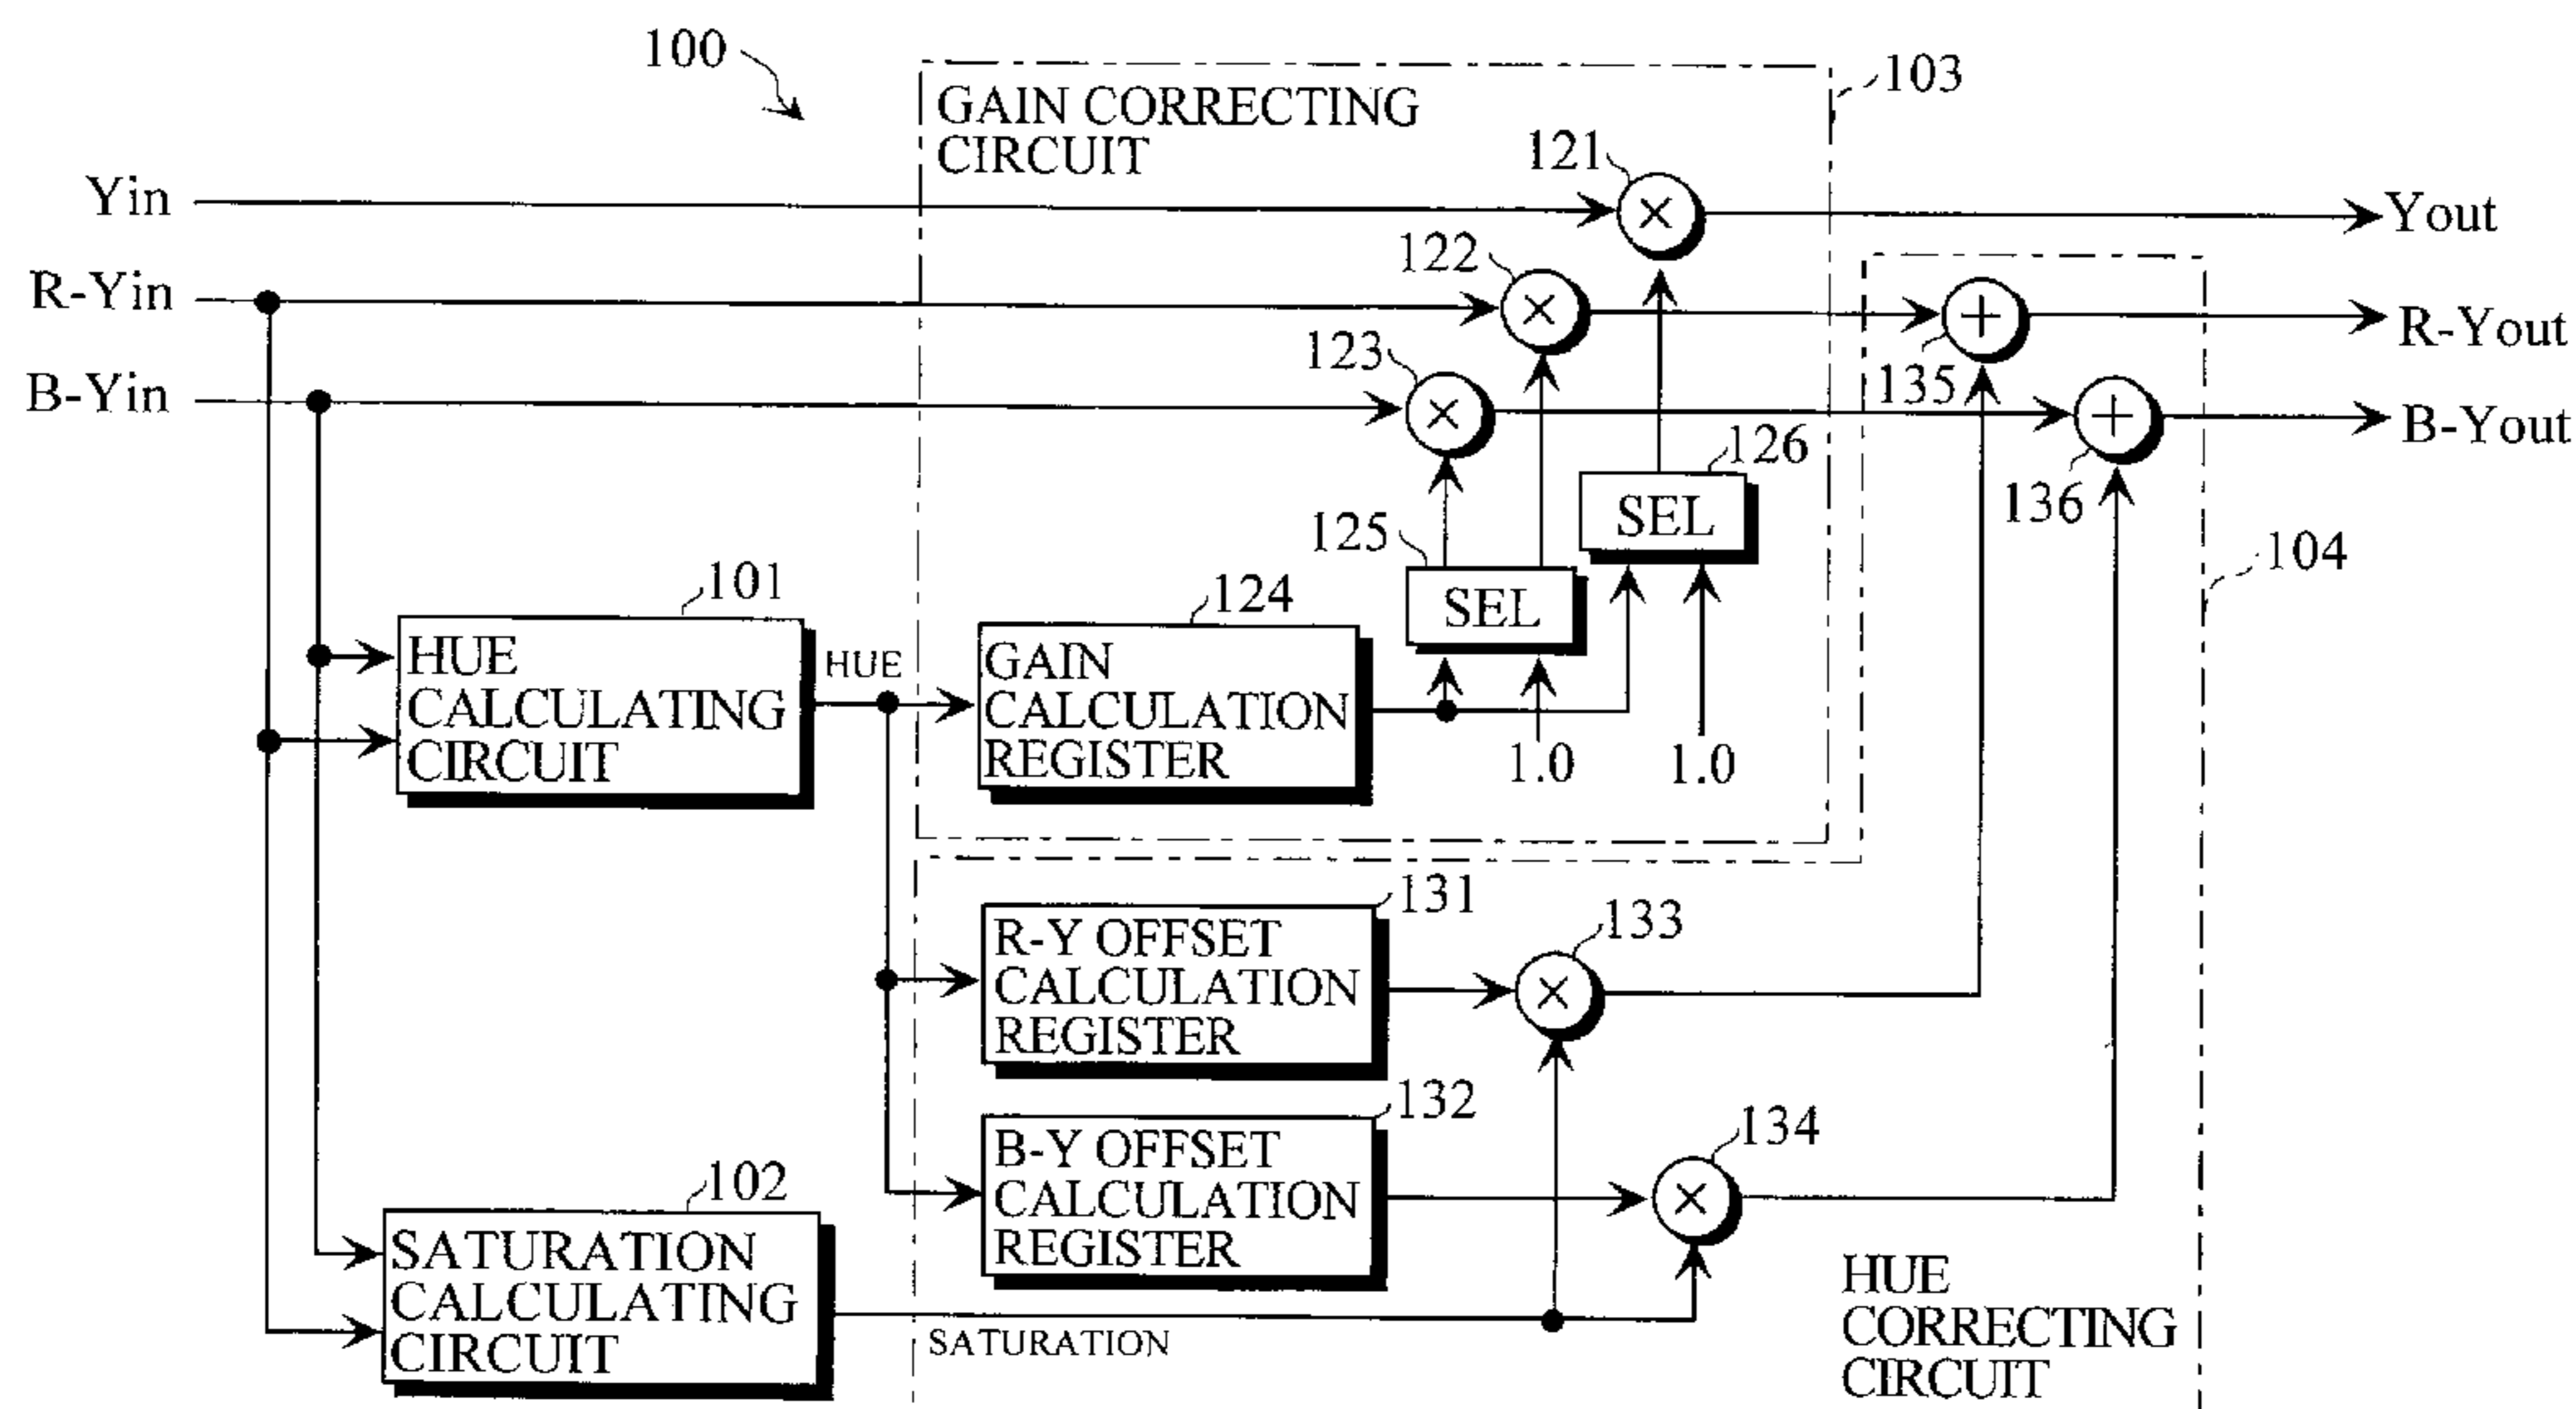 100
103
GAIN CORRECTING
CIRCUIT
121
×
Yin
Yout
122
×
R-Yin
+
R-Yout
123
×
135
B-Yin
+
B-Yout
126
SEL
136
125
SEL
104
101
HUE
CALCULATING
CIRCUIT
HUE
124
GAIN
CALCULATION
REGISTER
1.0
1.0
131
R-Y OFFSET
CALCULATION
REGISTER
133
×
132
B-Y OFFSET
CALCULATION
REGISTER
134
×
102
SATURATION
CALCULATING
CIRCUIT
SATURATION
HUE
CORRECTING
CIRCUIT